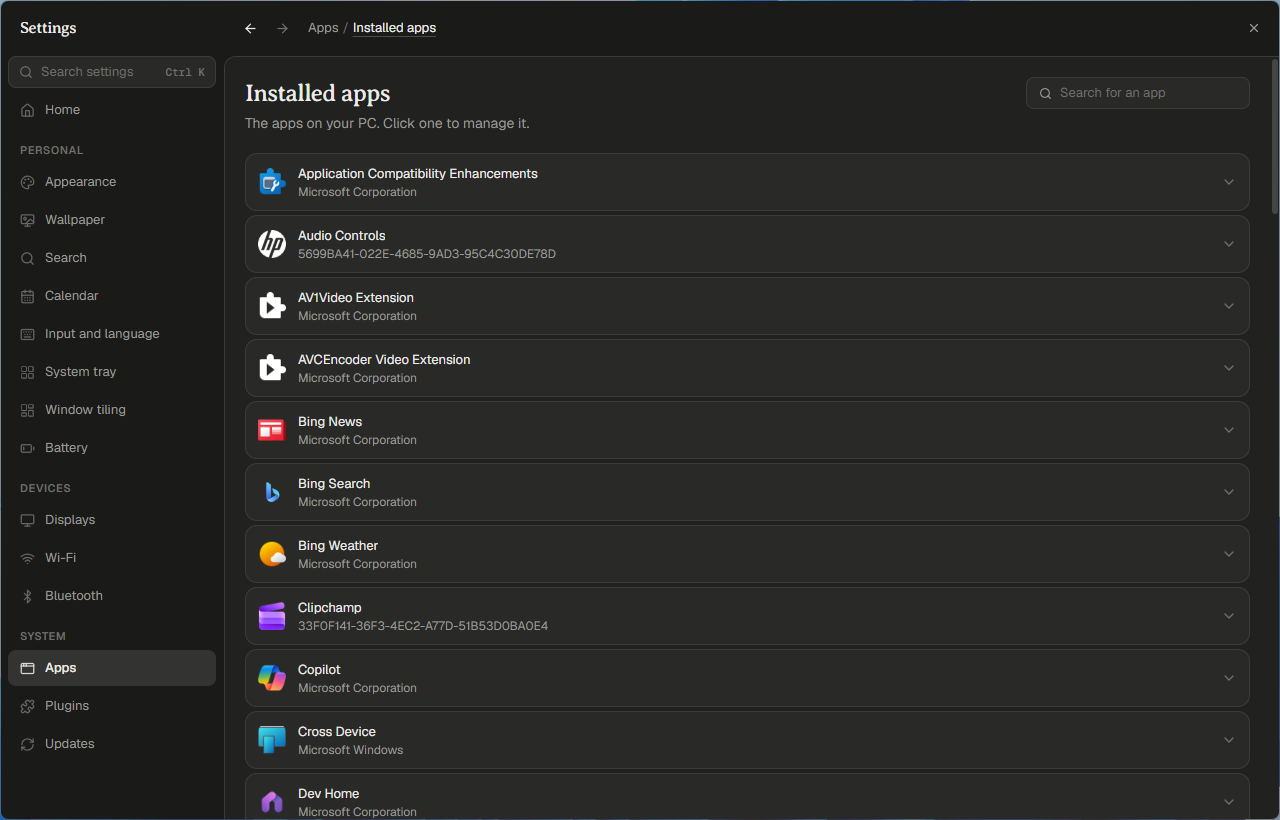 Settings
Apps / Installed apps
Search settings
Ctrl K
Home
PERSONAL
Appearance
Wallpaper
Search
Calendar
Input and language
System tray
Window tiling
Battery
DEVICES
Displays
Wi-Fi
Bluetooth
SYSTEM
Apps
Plugins
Updates
Installed apps
The apps on your PC. Click one to manage it.
Search for an app
Application Compatibility Enhancements
Microsoft Corporation
hp
Audio Controls
5699BA41-022E-4685-9AD3-95C4C30DE78D
AV1Video Extension
Microsoft Corporation
AVCEncoder Video Extension
Microsoft Corporation
Bing News
Microsoft Corporation
Bing Search
Microsoft Corporation
Bing Weather
Microsoft Corporation
Clipchamp
33F0F141-36F3-4EC2-A77D-51B53D0BA0E4
Copilot
Microsoft Corporation
Cross Device
Microsoft Windows
Dev Home
Microsoft Corporation